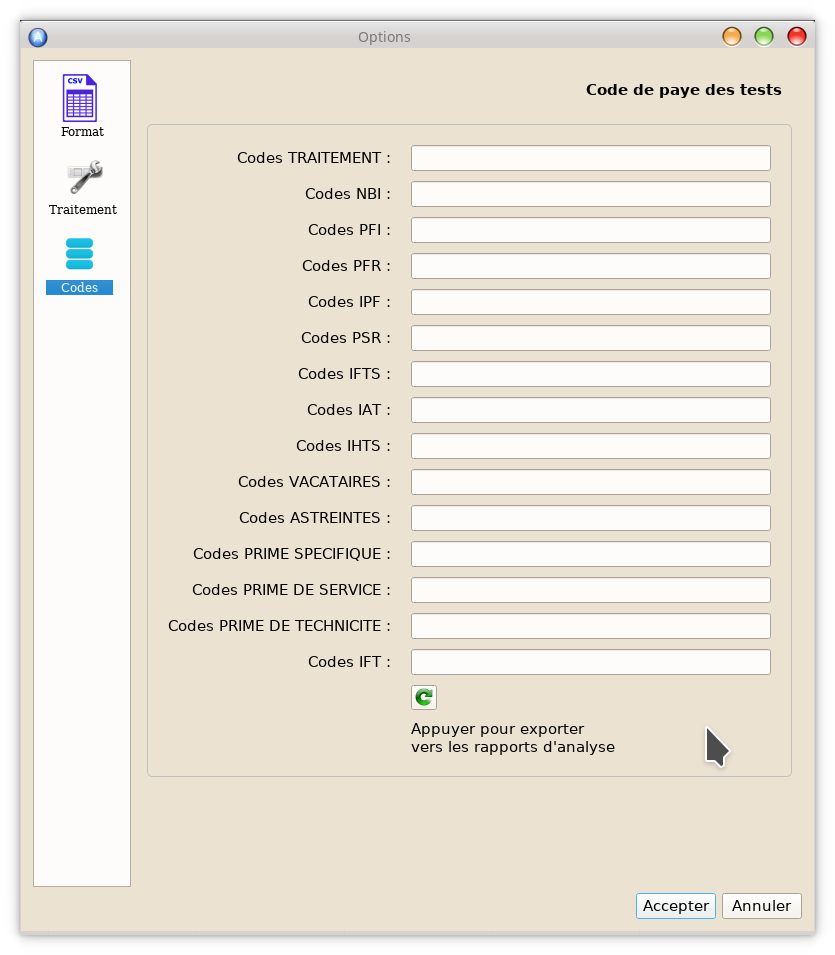 Options
CSV
Format
Traitement
Codes
Code de paye des tests
Codes TRAITEMENT :
Codes NBI :
Codes PFI :
Codes PFR :
Codes IPF :
Codes PSR :
Codes IFTS :
Codes IAT :
Codes IHTS :
Codes VACATAIRES :
Codes ASTREINTES :
Codes PRIME SPECIFIQUE :
Codes PRIME DE SERVICE :
Codes PRIME DE TECHNICITE :
Codes IFT :
Appuyer pour exporter
vers les rapports d'analyse
Accepter
Annuler